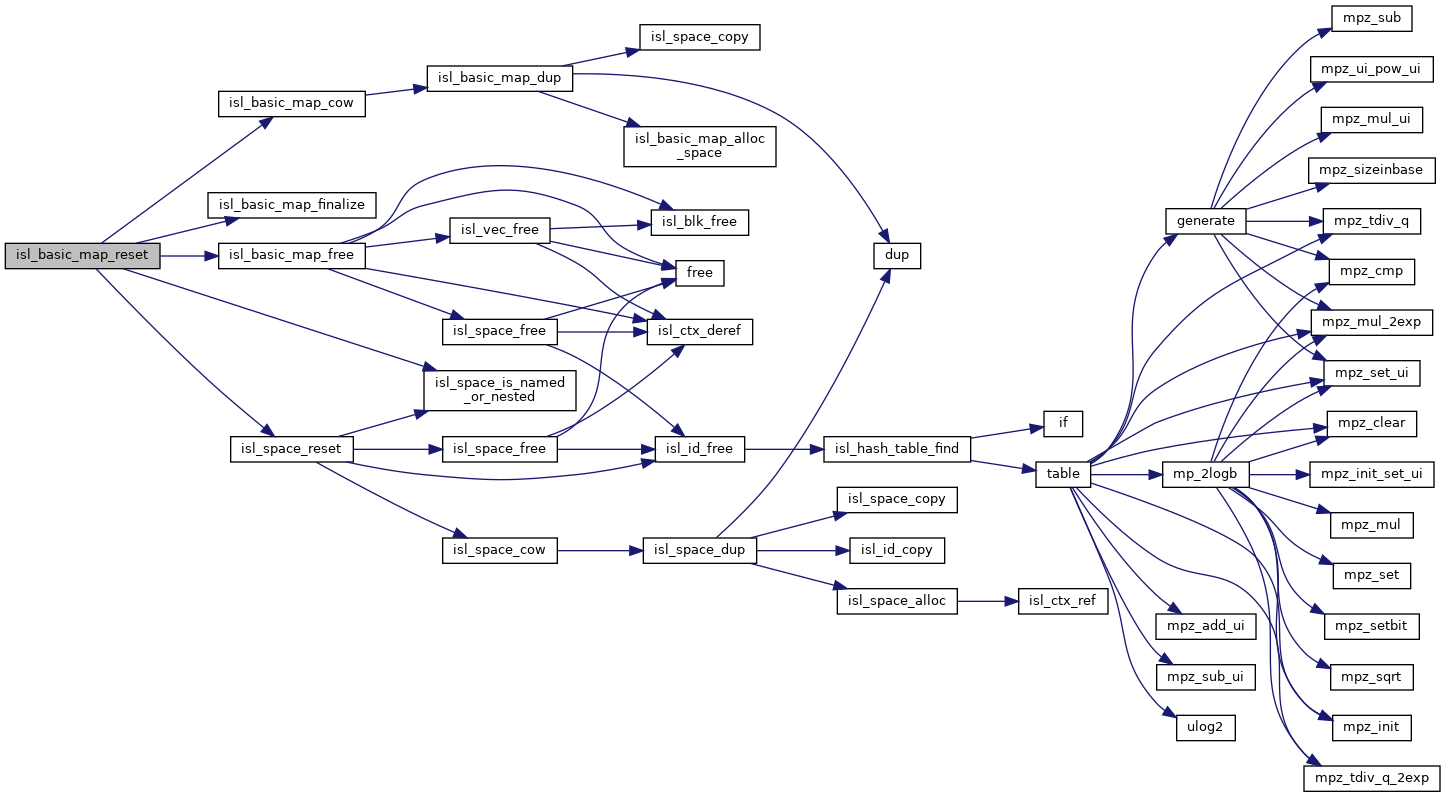 isl_basic_map_reset
isl_basic_map_cow
isl_basic_map_finalize
isl_basic_map_free
isl_space_reset
isl_basic_map_dup
isl_vec_free
isl_space_free
isl_space_is_named
_or_nested
isl_space_free
isl_space_cow
isl_space_copy
isl_basic_map_alloc
_space
isl_blk_free
free
isl_ctx_deref
isl_id_free
isl_space_dup
dup
isl_hash_table_find
isl_space_copy
isl_id_copy
isl_space_alloc
if
table
isl_ctx_ref
generate
mp_2logb
mpz_add_ui
mpz_sub_ui
ulog2
mpz_sub
mpz_ui_pow_ui
mpz_mul_ui
mpz_sizeinbase
mpz_tdiv_q
mpz_cmp
mpz_mul_2exp
mpz_set_ui
mpz_clear
mpz_init_set_ui
mpz_mul
mpz_set
mpz_setbit
mpz_sqrt
mpz_init
mpz_tdiv_q_2exp